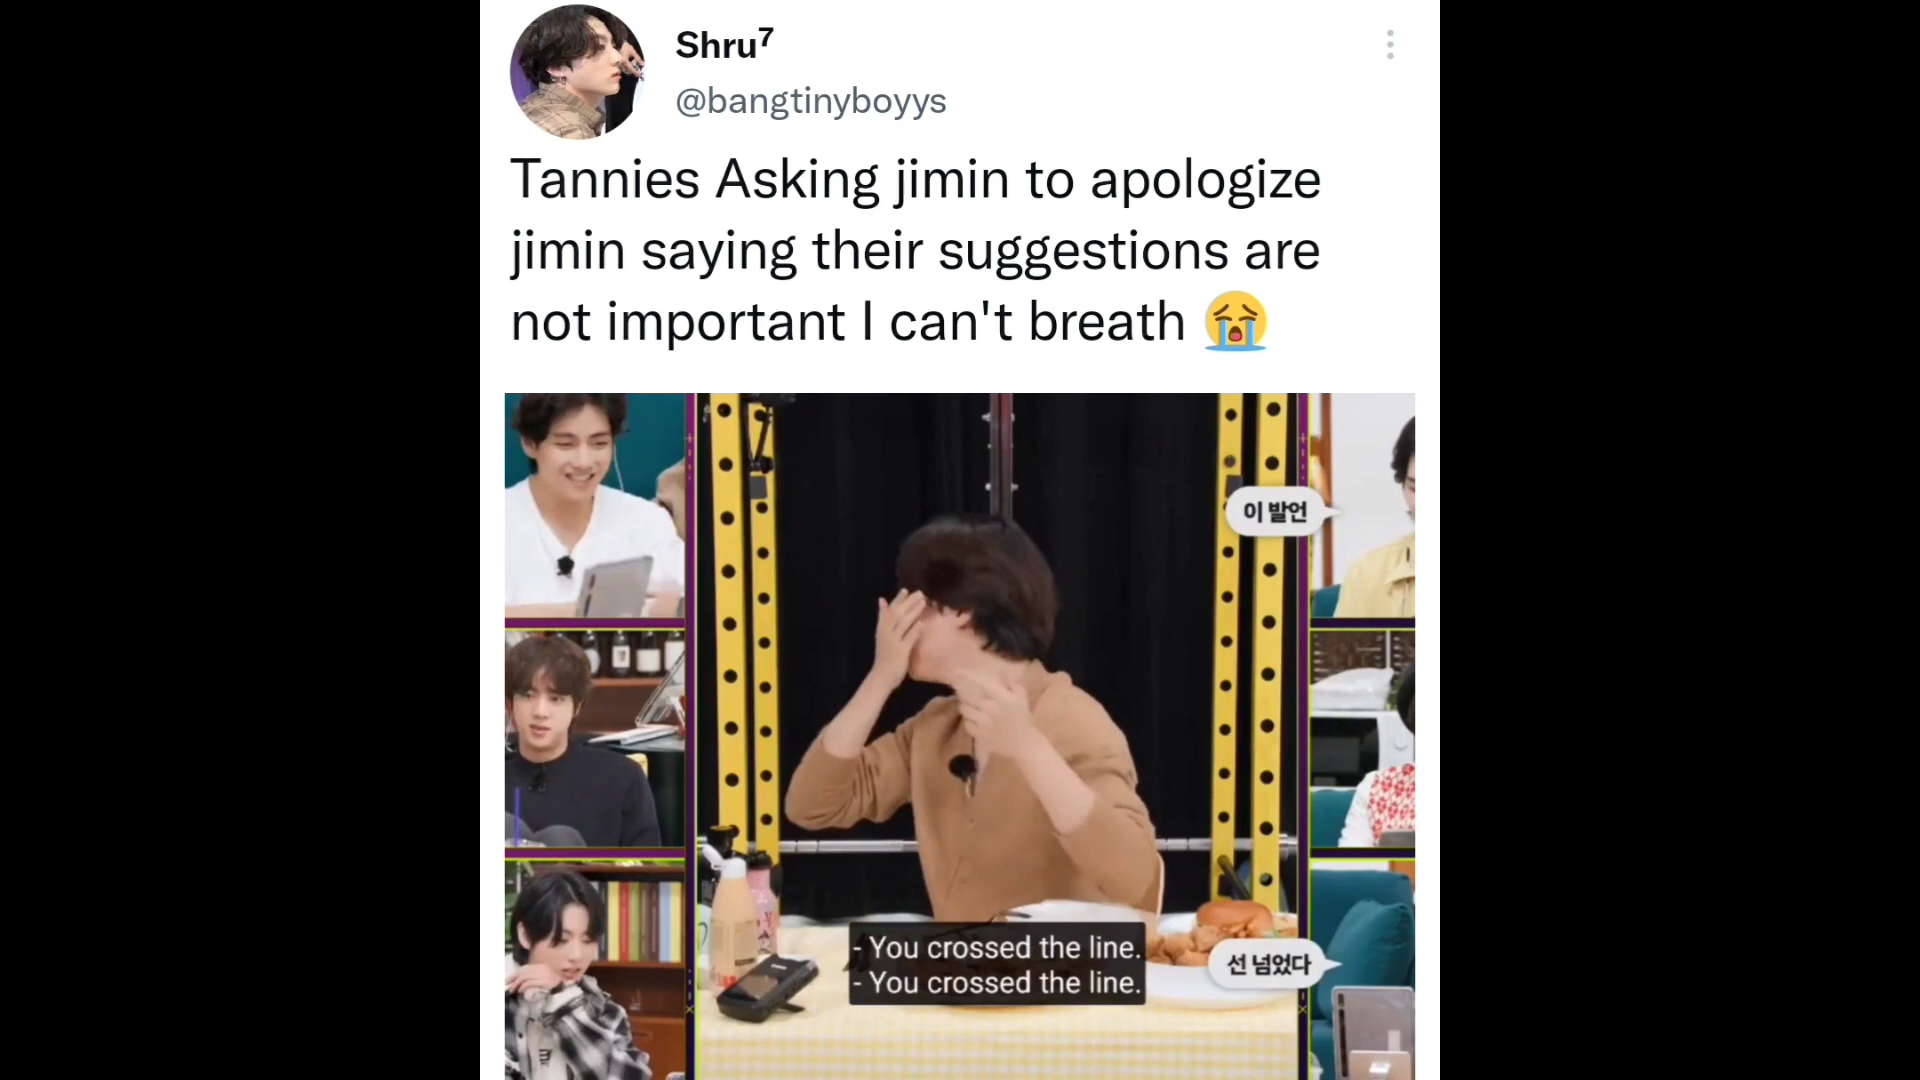 Shru⁷
@bangtinyboyys
Tannies Asking jimin to apologize
jimin saying their suggestions are
not important I can't breath 😭
이 발언
- You crossed the line.
- You crossed the line.
선 넘었다